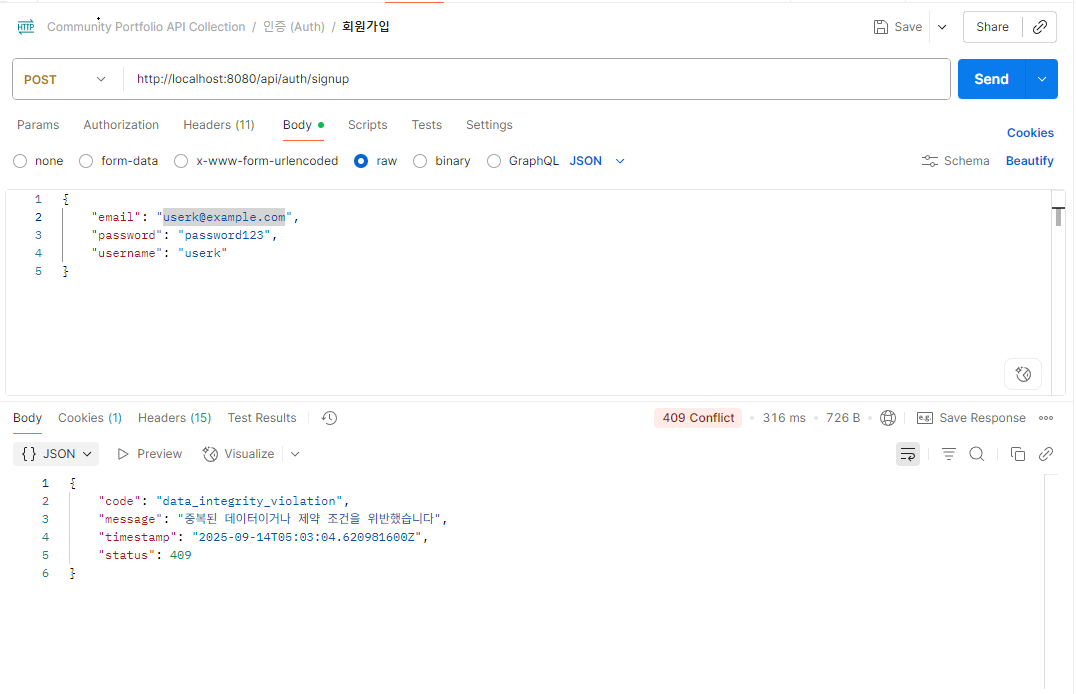 HTTP Community Portfolio API Collection / 인증 (Auth) / 회원가입 Save Share
POST http://localhost:8080/api/auth/signup Send
Params Authorization Headers (11) Body Scripts Tests Settings Cookies
none form-data x-www-form-urlencoded raw binary GraphQL JSON Schema Beautify
1 {
2 "email": "userk@example.com",
3 "password": "password123",
4 "username": "userk"
5 }
Body Cookies (1) Headers (15) Test Results 409 Conflict 316 ms 726 B e.g. Save Response
{} JSON Preview Visualize
1 {
2 "code": "data_integrity_violation",
3 "message": "중복된 데이터이거나 제약 조건을 위반했습니다",
4 "timestamp": "2025-09-14T05:03:04.620981600Z",
5 "status": 409
6 }